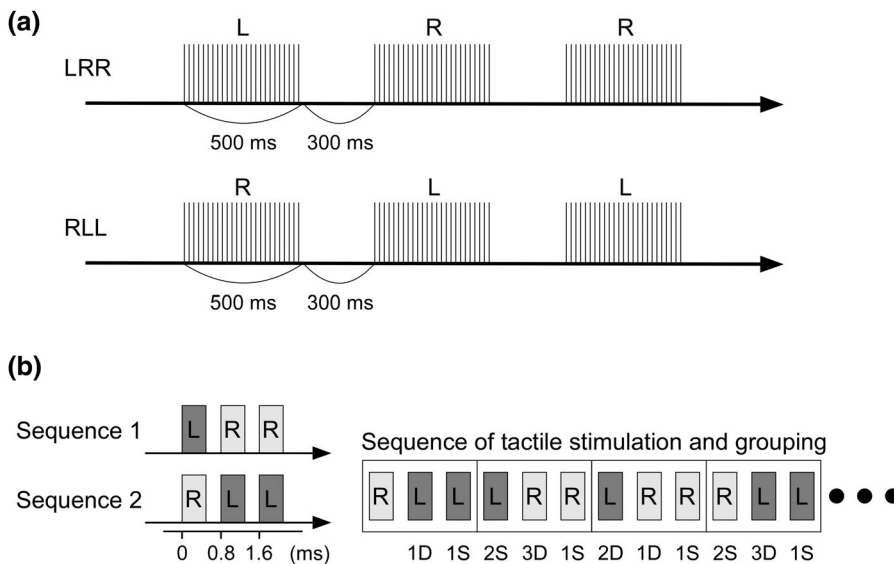 (a)
L R R
LRR
500 ms 300 ms
R L L
RLL
500 ms 300 ms
(b)
Sequence 1 L R R
Sequence 2 R L L
0 0.8 1.6 (ms)
Sequence of tactile stimulation and grouping
R L L L R R L R R R L L
1D 1S 2S 3D 1S 2D 1D 1S 2S 3D 1S